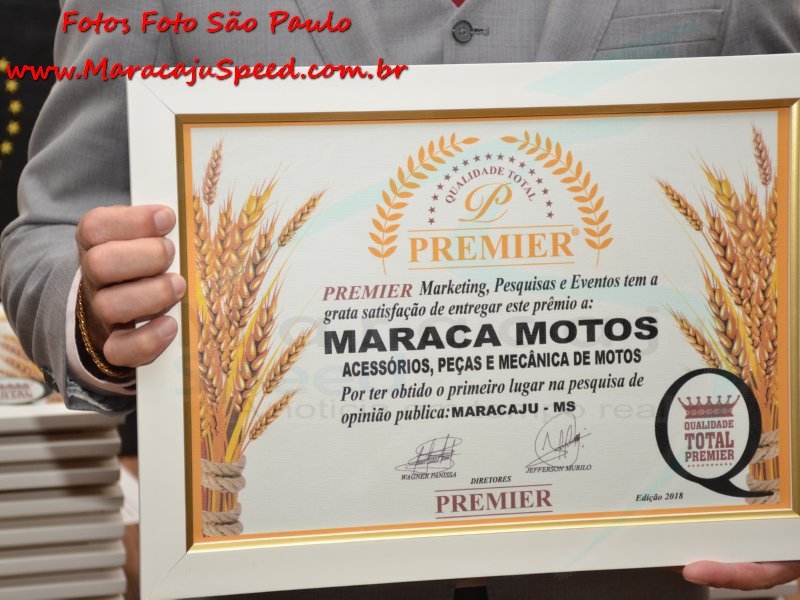 Fotos Foto São Paulo
www.MaracajuSpeed.com.br
QUALIDADE TOTAL
P
PREMIER®
PREMIER Marketing, Pesquisas e Eventos tem a
grata satisfação de entregar este prêmio a:
MARACA MOTOS
ACESSÓRIOS, PEÇAS E MECÂNICA DE MOTOS
Por ter obtido o primeiro lugar na pesquisa de
opinião publica: MARACAJU - MS
WAGNER PANISSA
JEFFERSON MURILO
DIRETORES
PREMIER
QUALIDADE
TOTAL
PREMIER
Edição 2018